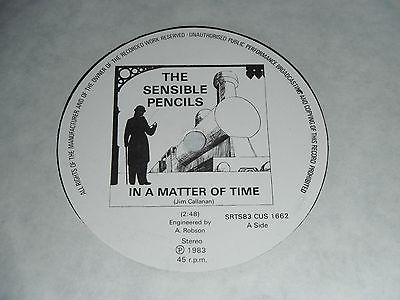 ALL RIGHTS OF THE MANUFACTURER AND OF THE OWNER OF THE RECORDED WORK RESERVED · UNAUTHORISED PUBLIC PERFORMANCE BROADCASTING AND COPYING OF THIS RECORD PROHIBITED
THE
SENSIBLE
PENCILS
IN A MATTER OF TIME
(Jim Callanan)
(2:48)
Engineered by
A. Robson
Stereo
℗ 1983
45 r.p.m.
SRTS83 CUS 1662
A Side